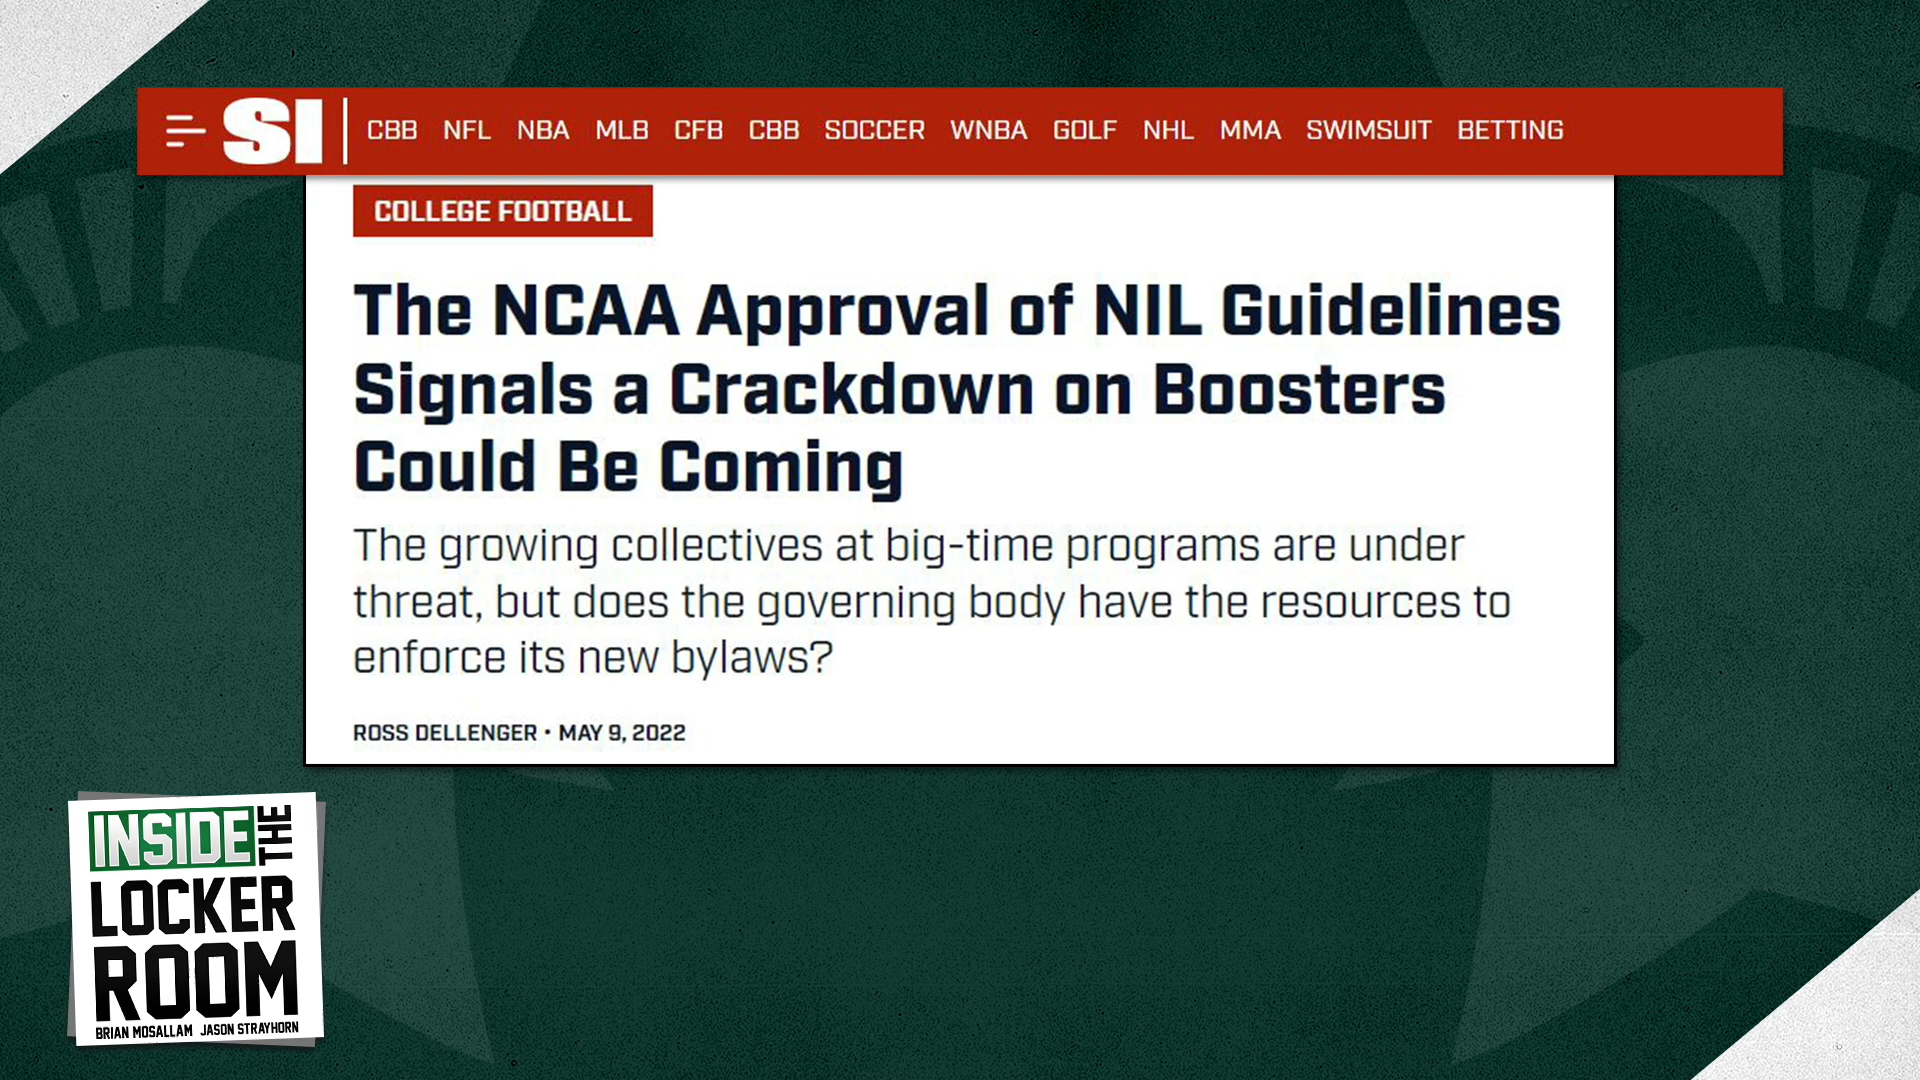 SI CBB NFL NBA MLB CFB CBB SOCCER WNBA GOLF NHL MMA SWIMSUIT BETTING
COLLEGE FOOTBALL
The NCAA Approval of NIL Guidelines
Signals a Crackdown on Boosters
Could Be Coming
The growing collectives at big-time programs are under
threat, but does the governing body have the resources to
enforce its new bylaws?
ROSS DELLENGER • MAY 9, 2022
INSIDE THE
LOCKER
ROOM
BRIAN MOSALLAM JASON STRAYHORN